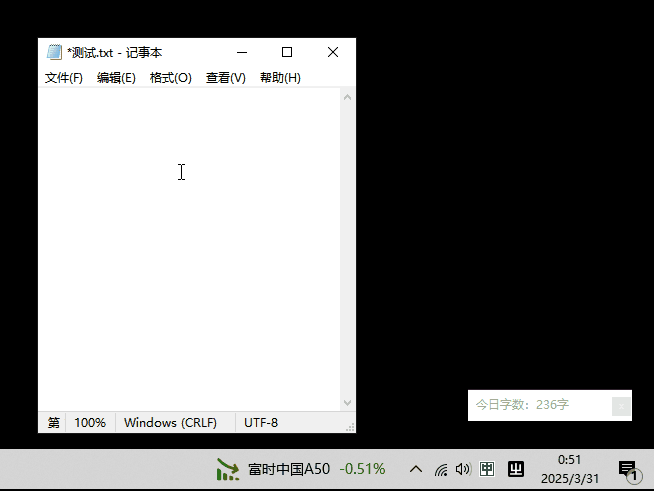 *测试.txt - 记事本
文件(F) 编辑(E) 格式(O) 查看(V) 帮助(H)
今日字数：236字
第 100% Windows (CRLF) UTF-8
富时中国A50 -0.51%
0:51
2025/3/31
1